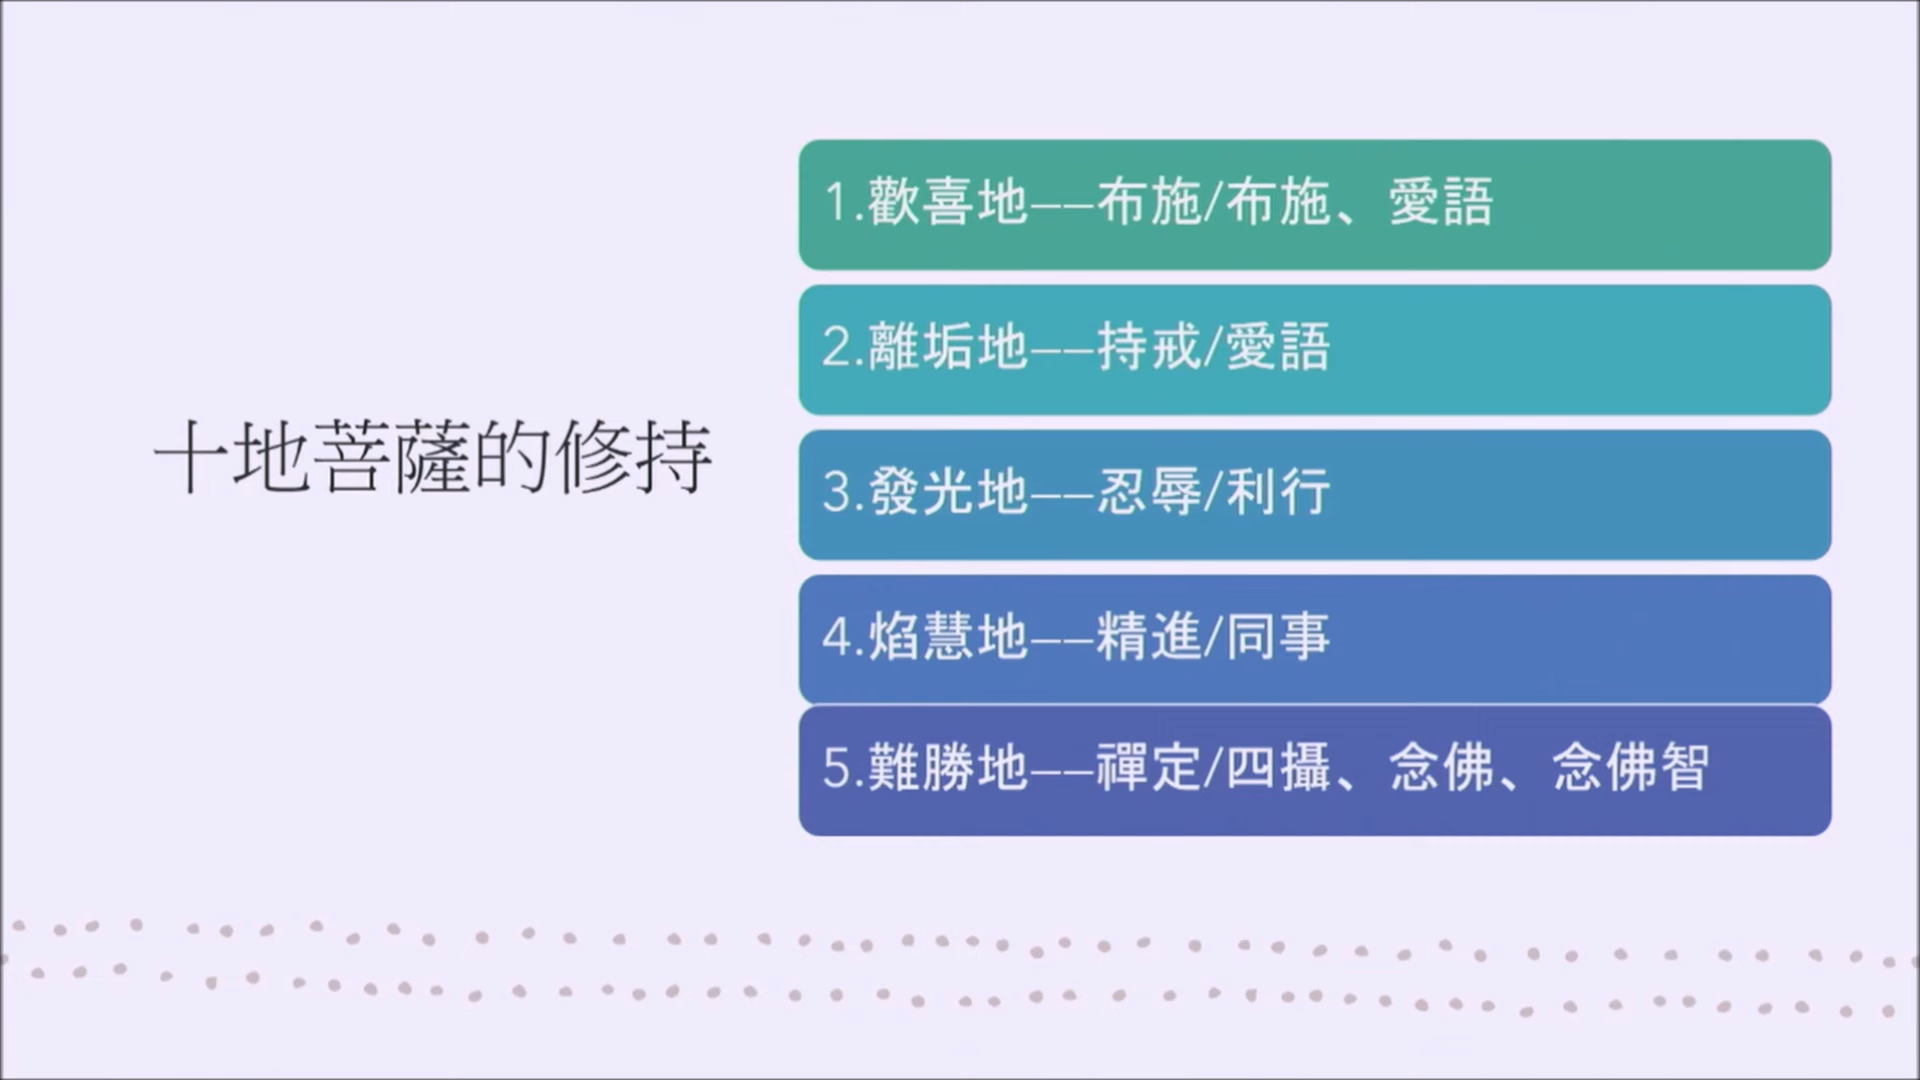 十地菩薩的修持
1.歡喜地——布施/布施、愛語
2.離垢地——持戒/愛語
3.發光地——忍辱/利行
4.焰慧地——精進/同事
5.難勝地——禪定/四攝、念佛、念佛智